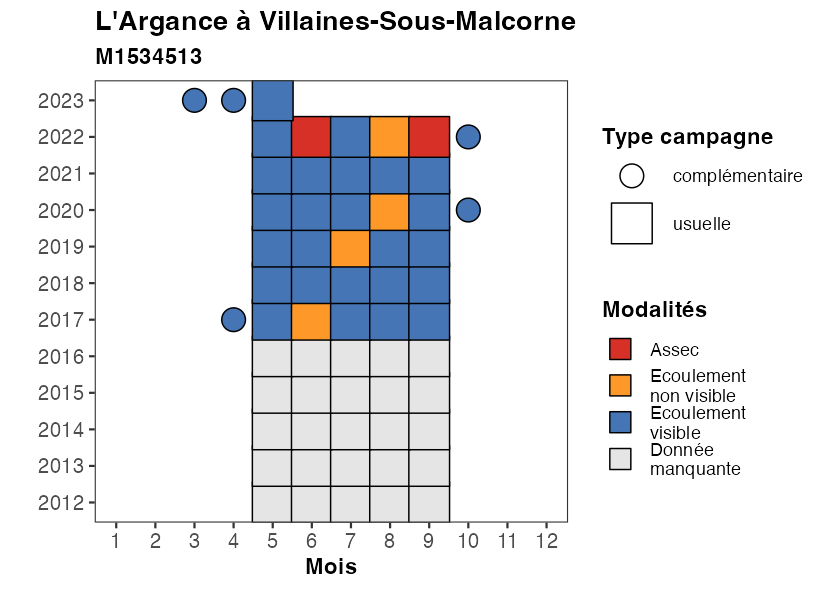 L'Argance à Villaines-Sous-Malcorne
M1534513
2023
2022
2021
2020
2019
2018
2017
2016
2015
2014
2013
2012
1 2 3 4 5 6 7 8 9 10 11 12
Mois
Type campagne
complémentaire
usuelle
Modalités
Assec
Ecoulement
non visible
Ecoulement
visible
Donnée
manquante